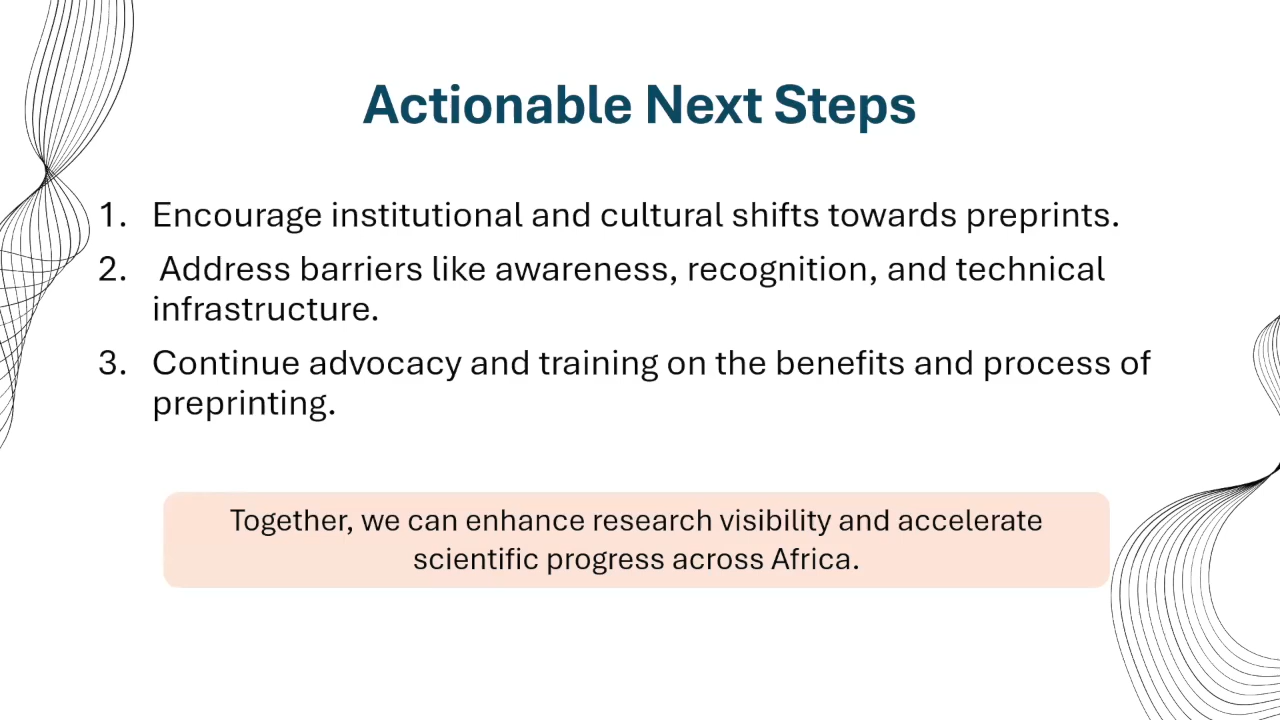 Actionable Next Steps
1. Encourage institutional and cultural shifts towards preprints.
2. Address barriers like awareness, recognition, and technical
infrastructure.
3. Continue advocacy and training on the benefits and process of
preprinting.
Together, we can enhance research visibility and accelerate
scientific progress across Africa.